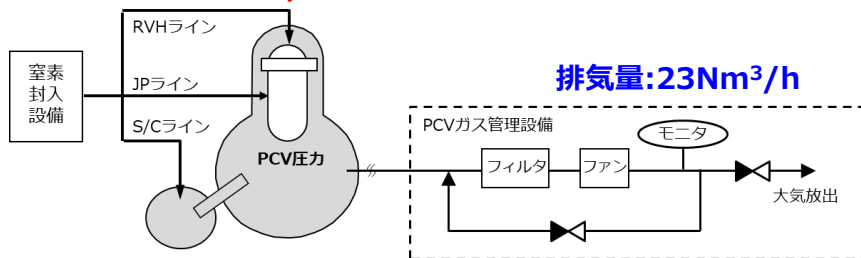 RVHライン
窒素
封入
設備
JPライン
S/Cライン
PCV圧力
排気量:23Nm³/h
PCVガス管理設備
モニタ
フィルタ
ファン
大気放出